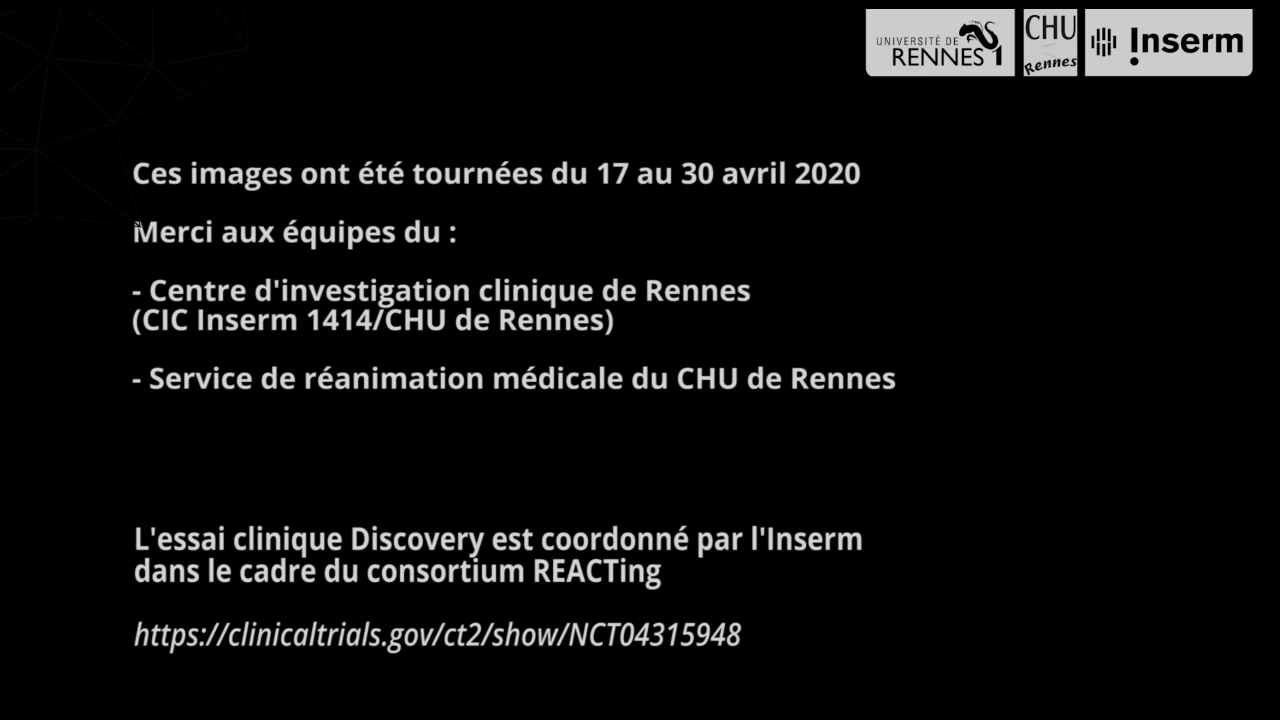 UNIVERSITÉ DE
RENNES 1
CHU
Rennes
Inserm
Ces images ont été tournées du 17 au 30 avril 2020
Merci aux équipes du :
- Centre d'investigation clinique de Rennes
(CIC Inserm 1414/CHU de Rennes)
- Service de réanimation médicale du CHU de Rennes
L'essai clinique Discovery est coordonné par l'Inserm
dans le cadre du consortium REACTing
https://clinicaltrials.gov/ct2/show/NCT04315948